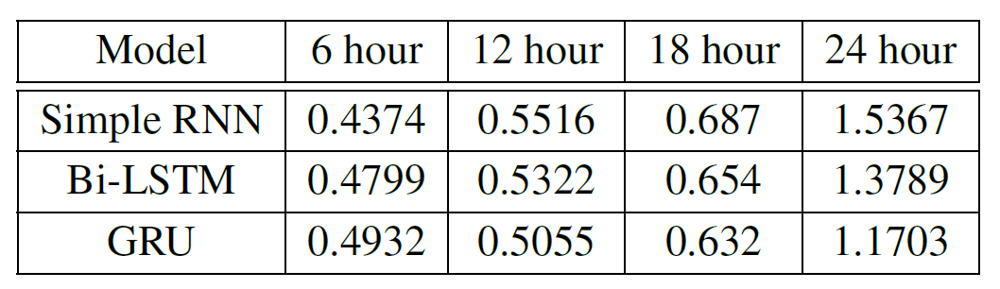 Model 6 hour 12 hour 18 hour 24 hour
Simple RNN 0.4374 0.5516 0.687 1.5367
Bi-LSTM 0.4799 0.5322 0.654 1.3789
GRU 0.4932 0.5055 0.632 1.1703